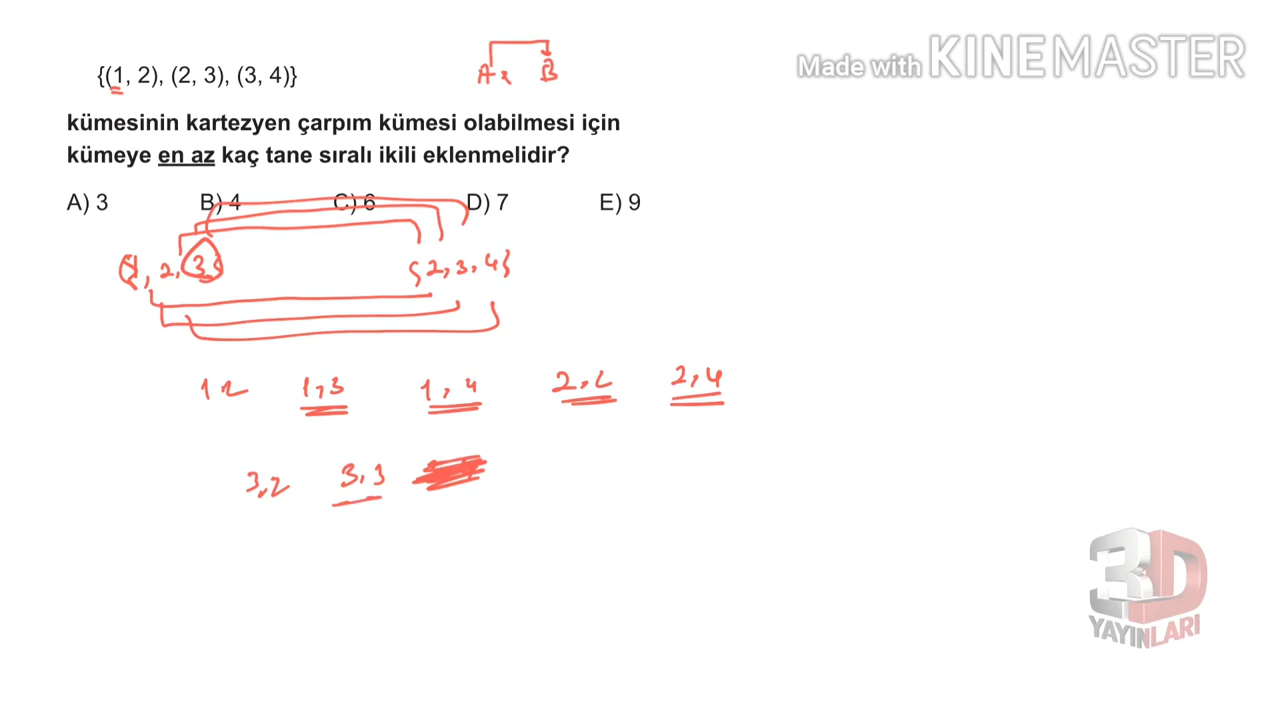 Made with KINEMASTER
{(1, 2), (2, 3), (3, 4)}
A x B
kümesinin kartezyen çarpım kümesi olabilmesi için
kümeye en az kaç tane sıralı ikili eklenmelidir?
A) 3 B) 4 C) 6 D) 7 E) 9
{1, 2, 3} {2, 3, 4}
1 2 1,3 1,4 2,2 2,4
3,2 3,3
3D
YAYINLARI